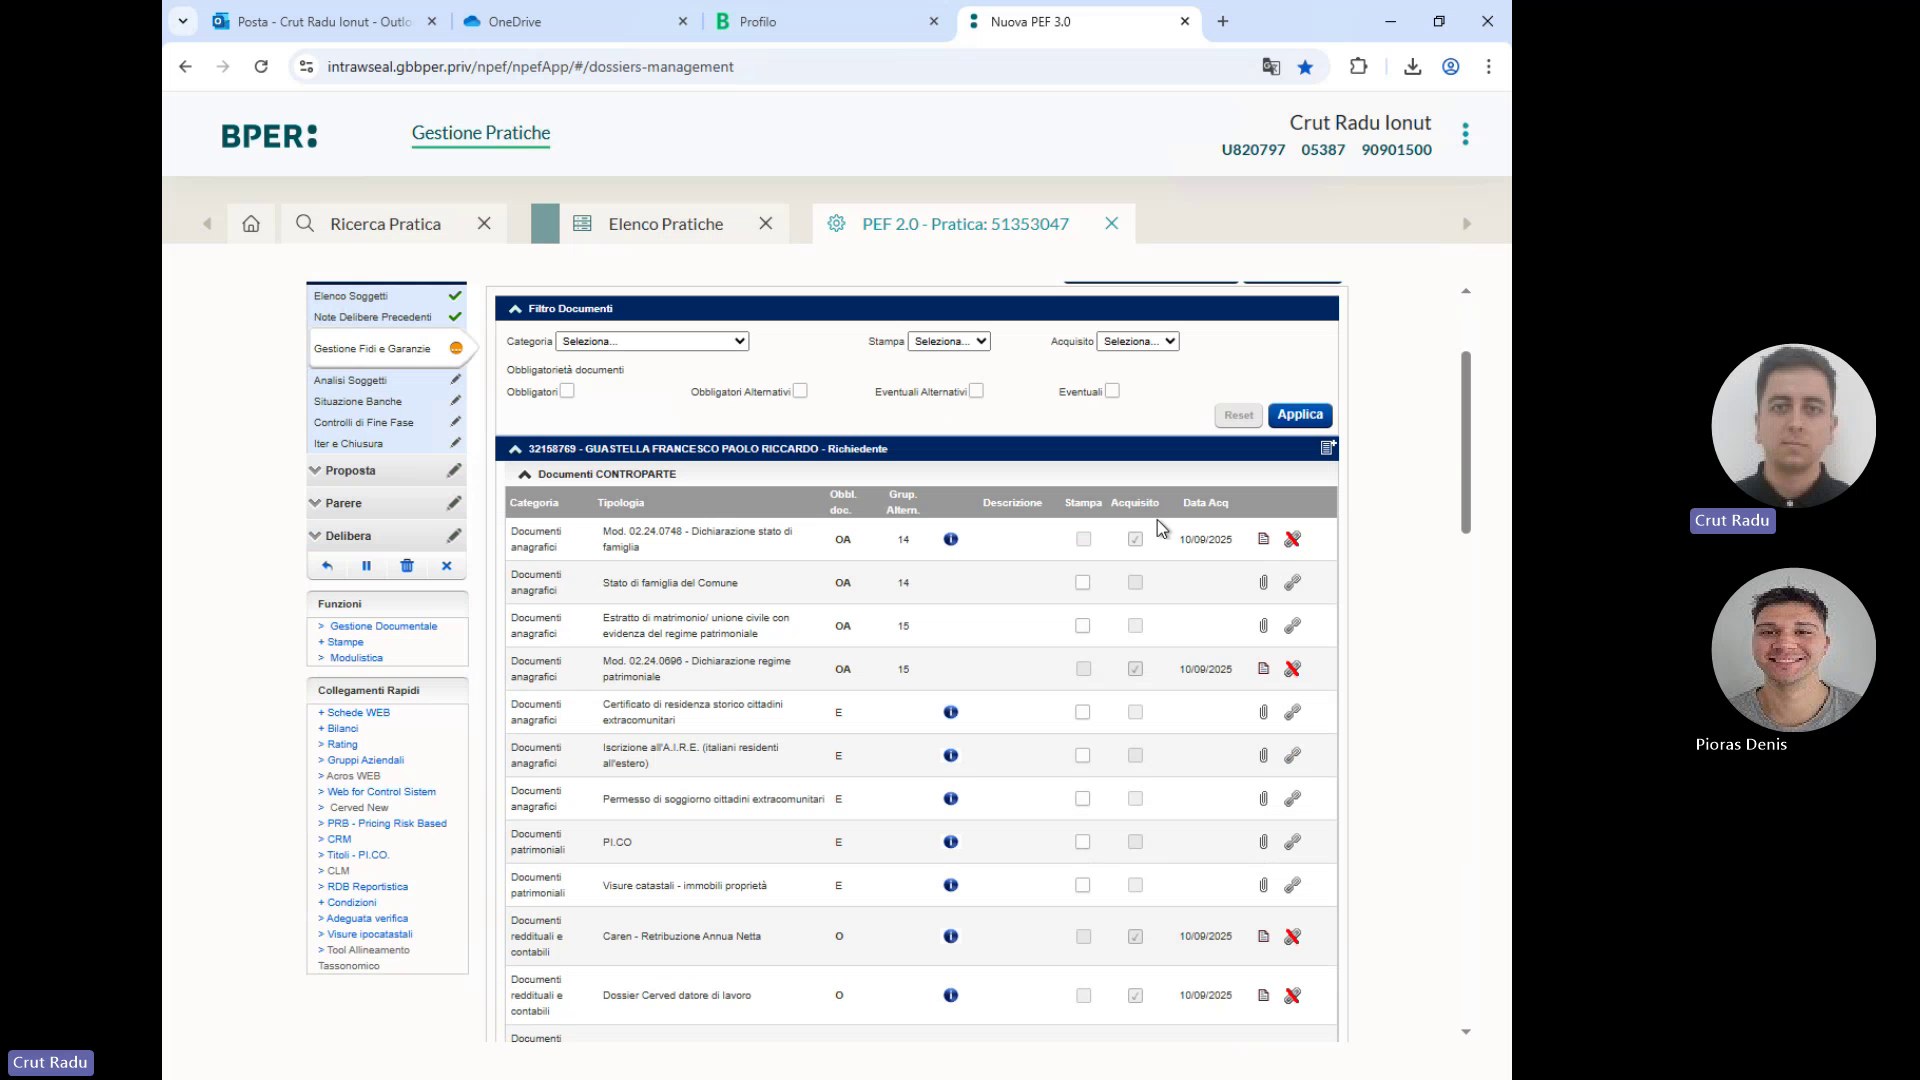 Posta - Crut Radu Ionut - Outlo
OneDrive
Profilo
Nuova PEF 3.0
intrawseal.gbbper.priv/npef/npefApp/#/dossiers-management
BPER:
Gestione Pratiche
Crut Radu Ionut
U820797 05387 90901500
Ricerca Pratica
Elenco Pratiche
PEF 2.0 - Pratica: 51353047
Elenco Soggetti
Note Delibere Precedenti
Gestione Fidi e Garanzie
Analisi Soggetti
Situazione Banche
Controlli di Fine Fase
Iter e Chiusura
Proposta
Parere
Delibera
Funzioni
> Gestione Documentale
+ Stampe
> Modulistica
Collegamenti Rapidi
+ Schede WEB
+ Bilanci
> Rating
> Gruppi Aziendali
> Acros WEB
> Web for Control Sistem
> Cerved New
> PRB - Pricing Risk Based
> CRM
> Titoli - PI.CO.
> CLM
> RDB Reportistica
+ Condizioni
> Adeguata verifica
> Visure ipocatastali
> Tool Allineamento
Tassonomico
Filtro Documenti
Categoria Seleziona... Stampa Seleziona... Acquisito Seleziona...
Obbligatorietà documenti
Obbligatori Obbligatori Alternativi Eventuali Alternativi Eventuali
Reset Applica
32158769 - GUASTELLA FRANCESCO PAOLO RICCARDO - Richiedente
Documenti CONTROPARTE
Categoria Tipologia Obbl. doc. Grup. Altern. Descrizione Stampa Acquisito Data Acq
Documenti anagrafici Mod. 02.24.0748 - Dichiarazione stato di famiglia OA 14 10/09/2025
Documenti anagrafici Stato di famiglia del Comune OA 14
Documenti anagrafici Estratto di matrimonio/ unione civile con evidenza del regime patrimoniale OA 15
Documenti anagrafici Mod. 02.24.0696 - Dichiarazione regime patrimoniale OA 15 10/09/2025
Documenti anagrafici Certificato di residenza storico cittadini extracomunitari E
Documenti anagrafici Iscrizione all'A.I.R.E. (italiani residenti all'estero) E
Documenti anagrafici Permesso di soggiorno cittadini extracomunitari E
Documenti patrimoniali PI.CO E
Documenti patrimoniali Visure catastali - immobili proprietà E
Documenti reddituali e contabili Caren - Retribuzione Annua Netta O 10/09/2025
Documenti reddituali e contabili Dossier Cerved datore di lavoro O 10/09/2025
Documenti
Crut Radu
Pioras Denis
Crut Radu